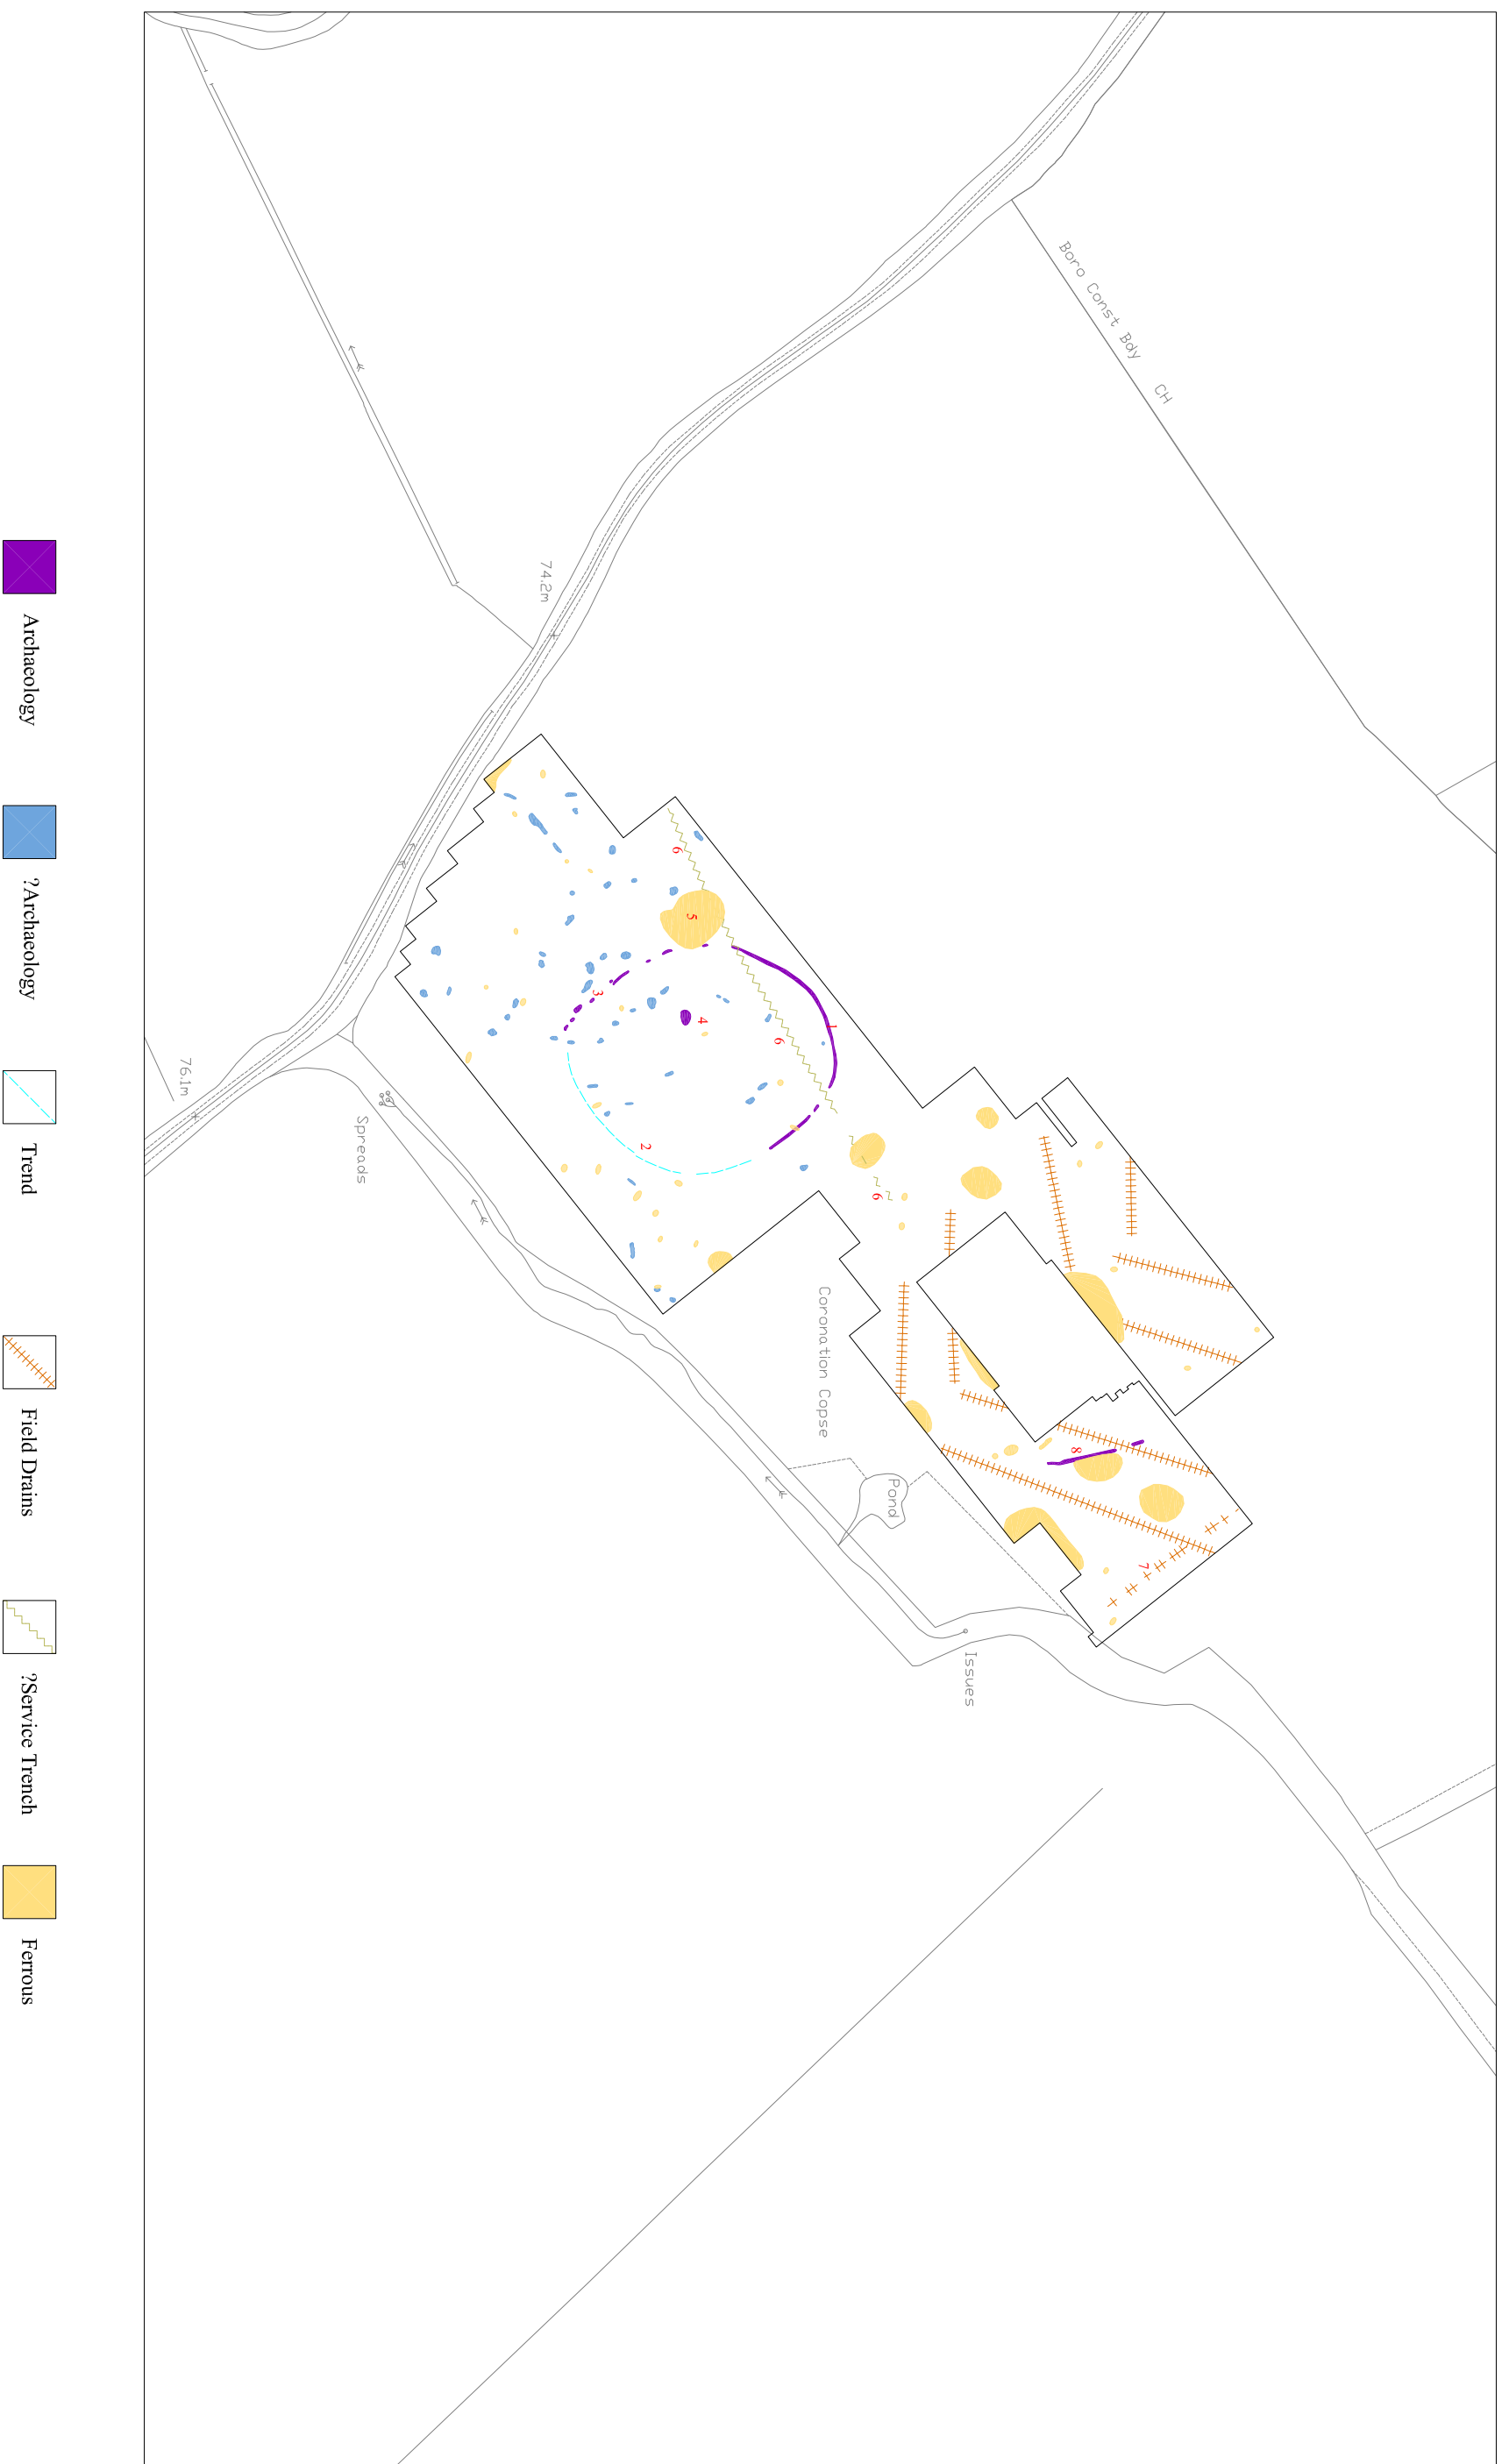 Boro Const Bdy
CH
74.2m
6
5
1
3
4
6
76.1m
Spreads
2
6
Coronation Copse
8
Pond
7
Issues
Archaeology
?Archaeology
Trend
Field Drains
?Service Trench
Ferrous